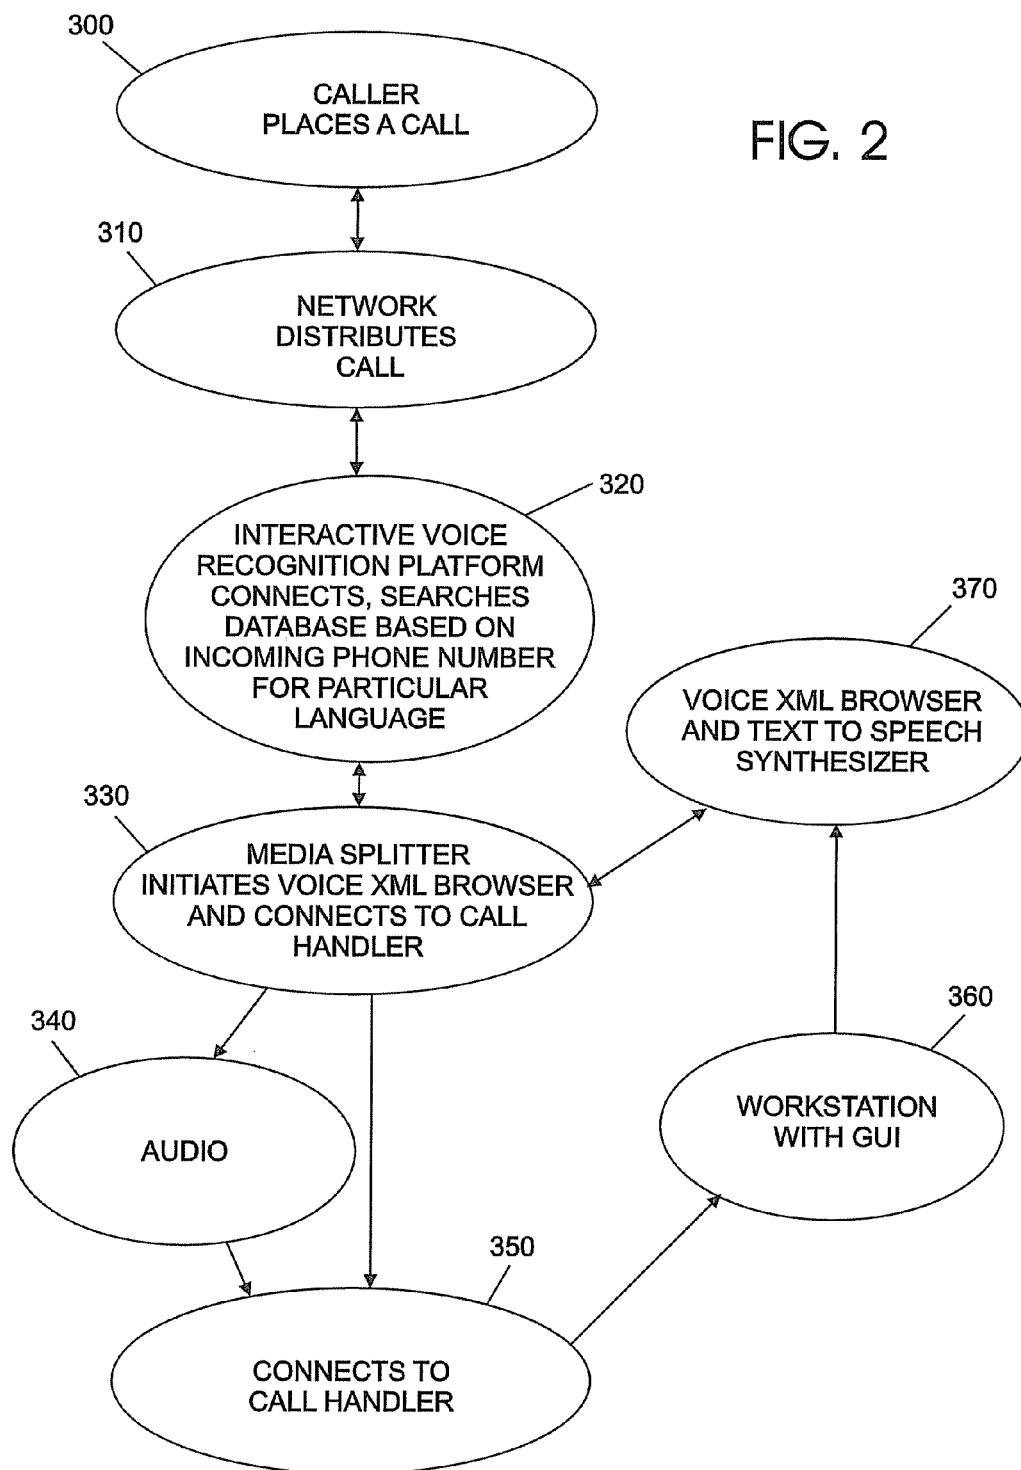 300
CALLER
PLACES A CALL
FIG. 2
310
NETWORK
DISTRIBUTES
CALL
320
INTERACTIVE VOICE
RECOGNITION PLATFORM
CONNECTS, SEARCHES
DATABASE BASED ON
INCOMING PHONE NUMBER
FOR PARTICULAR
LANGUAGE
370
VOICE XML BROWSER
AND TEXT TO SPEECH
SYNTHESIZER
330
MEDIA SPLITTER
INITIATES VOICE XML BROWSER
AND CONNECTS TO CALL
HANDLER
340
AUDIO
360
WORKSTATION
WITH GUI
350
CONNECTS TO
CALL HANDLER